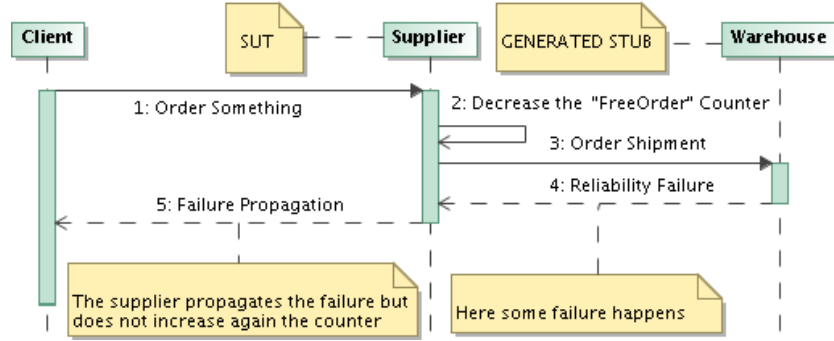 Client
SUT
Supplier
GENERATED STUB
Warehouse
1: Order Something
2: Decrease the "FreeOrder" Counter
3: Order Shipment
4: Reliability Failure
5: Failure Propagation
The supplier propagates the failure but
does not increase again the counter
Here some failure happens